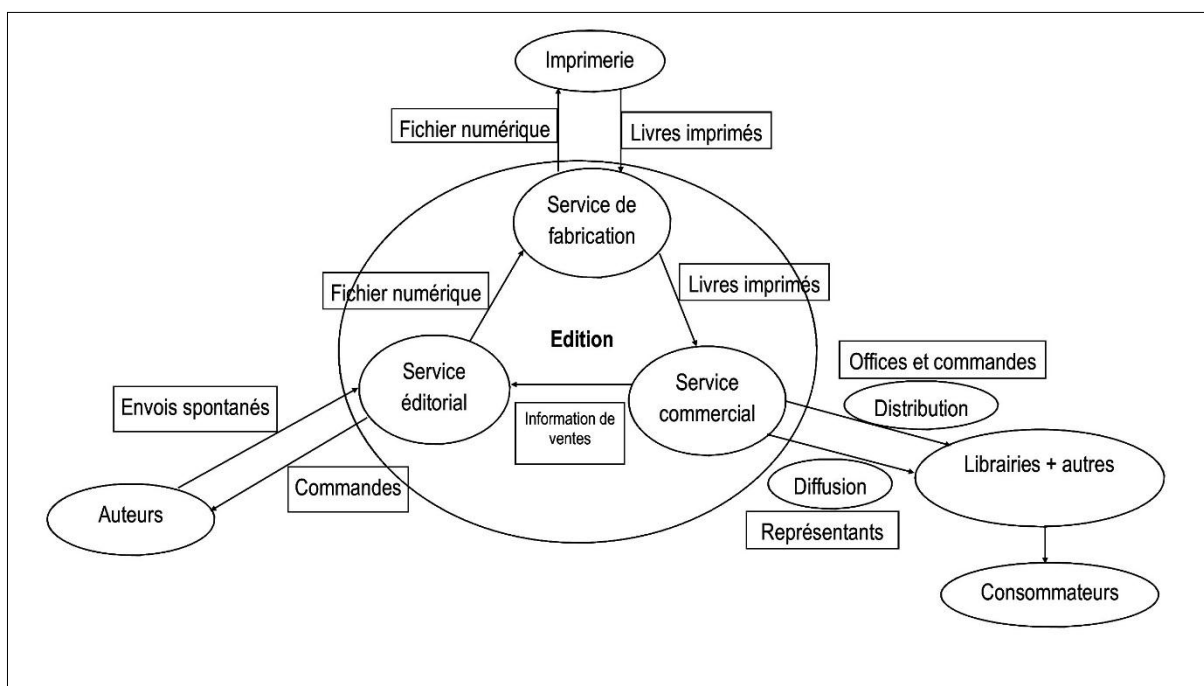 Imprimerie
Fichier numérique
Livres imprimés
Service de
fabrication
Fichier numérique
Livres imprimés
Edition
Service
éditorial
Service
commercial
Information de
ventes
Offices et commandes
Distribution
Envois spontanés
Commandes
Auteurs
Librairies + autres
Diffusion
Représentants
Consommateurs